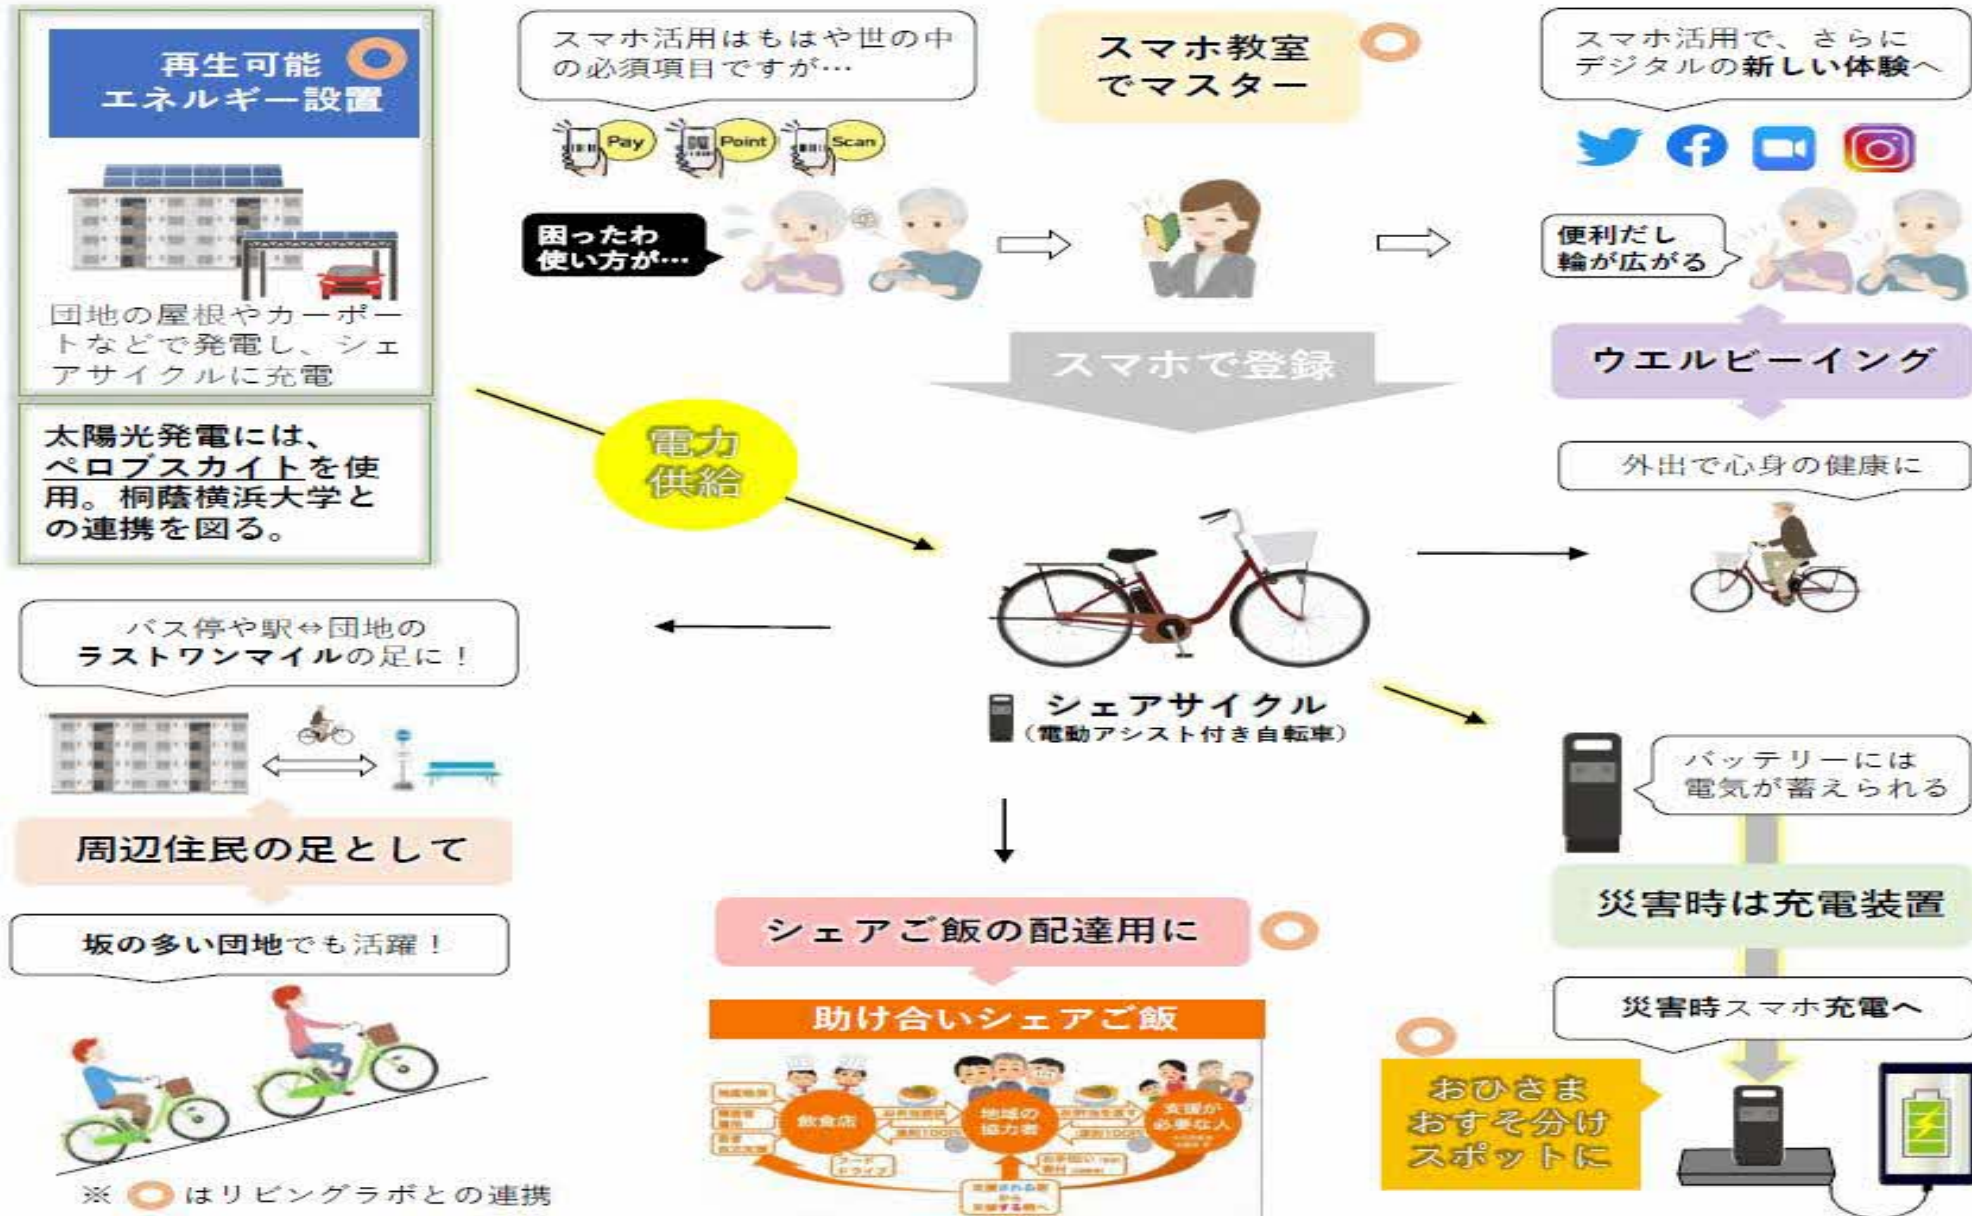 再生可能
エネルギー設置
団地の屋根やカーポー
トなどで発電し、シェ
アサイクルに充電
太陽光発電には、
ペロブスカイトを使
用。桐蔭横浜大学と
の連携を図る。
スマホ活用はもはや世の中
の必須項目ですが…
Pay
Point
Scan
困ったわ
使い方が…
スマホ教室
でマスター
スマホ活用で、さらに
デジタルの新しい体験へ
便利だし
輪が広がる
スマホで登録
ウエルビーイング
電力
供給
外出で心身の健康に
シェアサイクル
(電動アシスト付き自転車)
バス停や駅⇔団地の
ラストワンマイルの足に！
周辺住民の足として
坂の多い団地でも活躍！
※ はリビングラボとの連携
シェアご飯の配達用に
助け合いシェアご飯
飲食店
地域の
協力者
支援が
必要な人
フード
ドライブ
バッテリーには
電気が蓄えられる
災害時は充電装置
災害時スマホ充電へ
おひさま
おすそ分け
スポットに